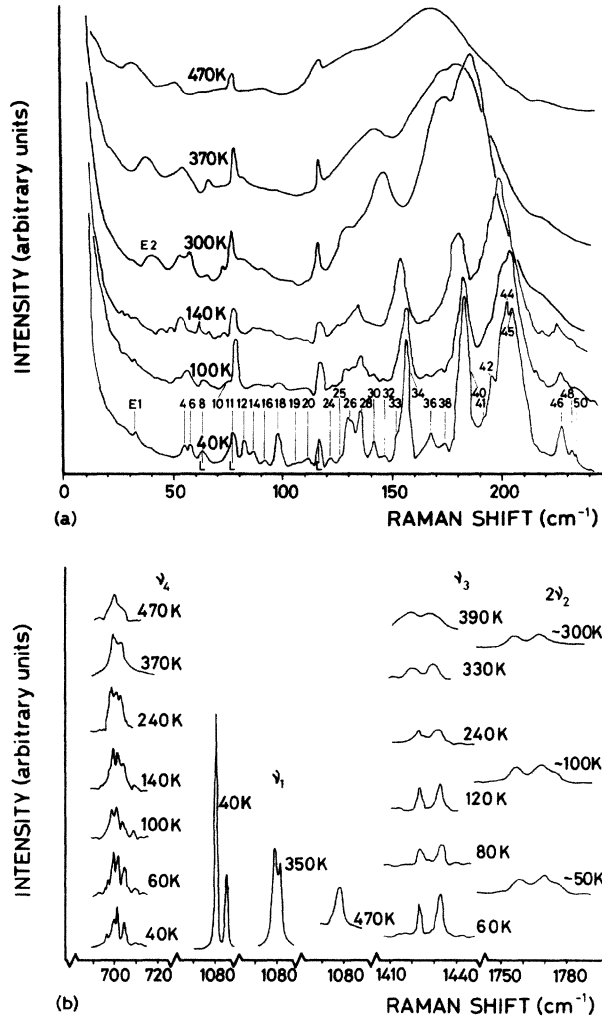 INTENSITY (arbitrary units)
470K
370K
300K
E2
140K
100K
E1
4 6 8
10 11 12 14 16 18 19 20 24 25 26 28 30 32 33 34 36 38 40 41 42 44 45 46 48 50
40K
0 50 100 150 200
(a) RAMAN SHIFT (cm⁻¹)
INTENSITY (arbitrary units)
ν₄
470K
370K
240K
140K
100K
60K
40K
ν₁
40K
350K
470K
ν₃
390K
330K
240K
120K
80K
60K
2ν₂
~300K
~100K
~50K
700 720 1080 1080 1080 1410 1440 1750 1780
(b) RAMAN SHIFT (cm⁻¹)